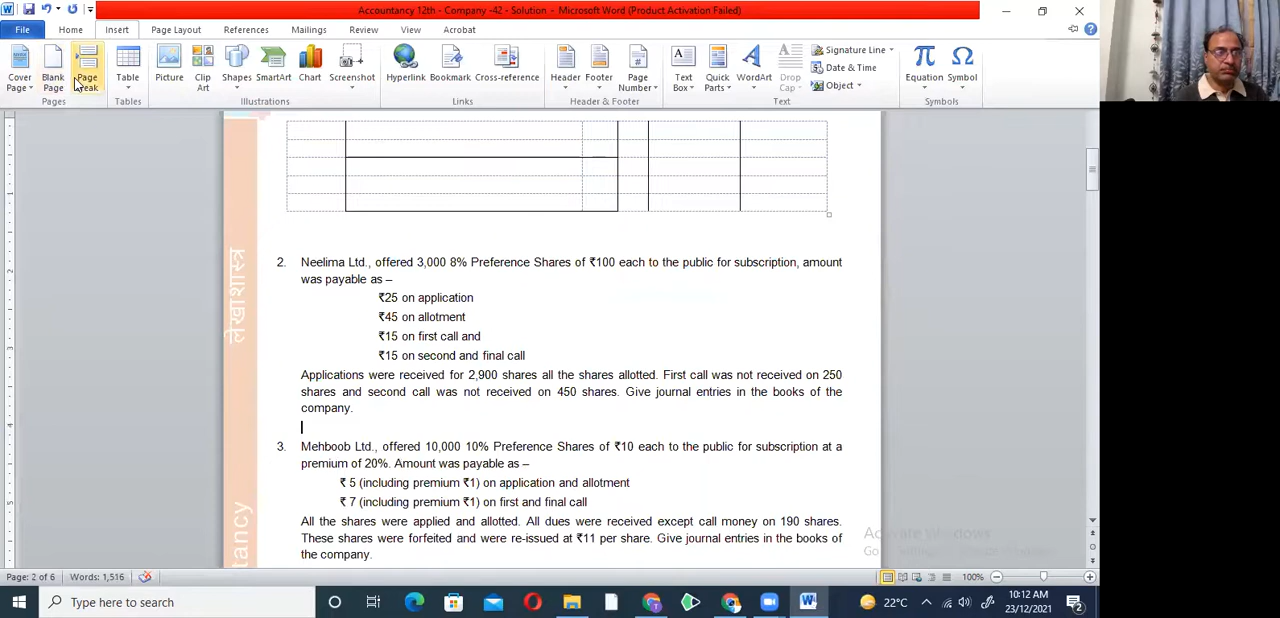 Accountancy 12th - Company -42 - Solution - Microsoft Word (Product Activation Failed)
File Home Insert Page Layout References Mailings Review View Acrobat
Cover Page Blank Page Page Break Table Picture Clip Art Shapes SmartArt Chart Screenshot Hyperlink Bookmark Cross-reference Header Footer Page Number Text Box Quick Parts WordArt Drop Cap Signature Line Date & Time Object Equation Symbol
Pages Tables Illustrations Links Header & Footer Text Symbols
2. Neelima Ltd., offered 3,000 8% Preference Shares of ₹100 each to the public for subscription, amount
was payable as –
₹25 on application
₹45 on allotment
₹15 on first call and
₹15 on second and final call
Applications were received for 2,900 shares all the shares allotted. First call was not received on 250
shares and second call was not received on 450 shares. Give journal entries in the books of the
company.
3. Mehboob Ltd., offered 10,000 10% Preference Shares of ₹10 each to the public for subscription at a
premium of 20%. Amount was payable as –
₹ 5 (including premium ₹1) on application and allotment
₹ 7 (including premium ₹1) on first and final call
All the shares were applied and allotted. All dues were received except call money on 190 shares.
These shares were forfeited and were re-issued at ₹11 per share. Give journal entries in the books of
the company.
लेखाशास्त्र
tancy
Activate Windows
Page: 2 of 6 Words: 1,516 100%
Type here to search
22°C
10:12 AM
23/12/2021
2